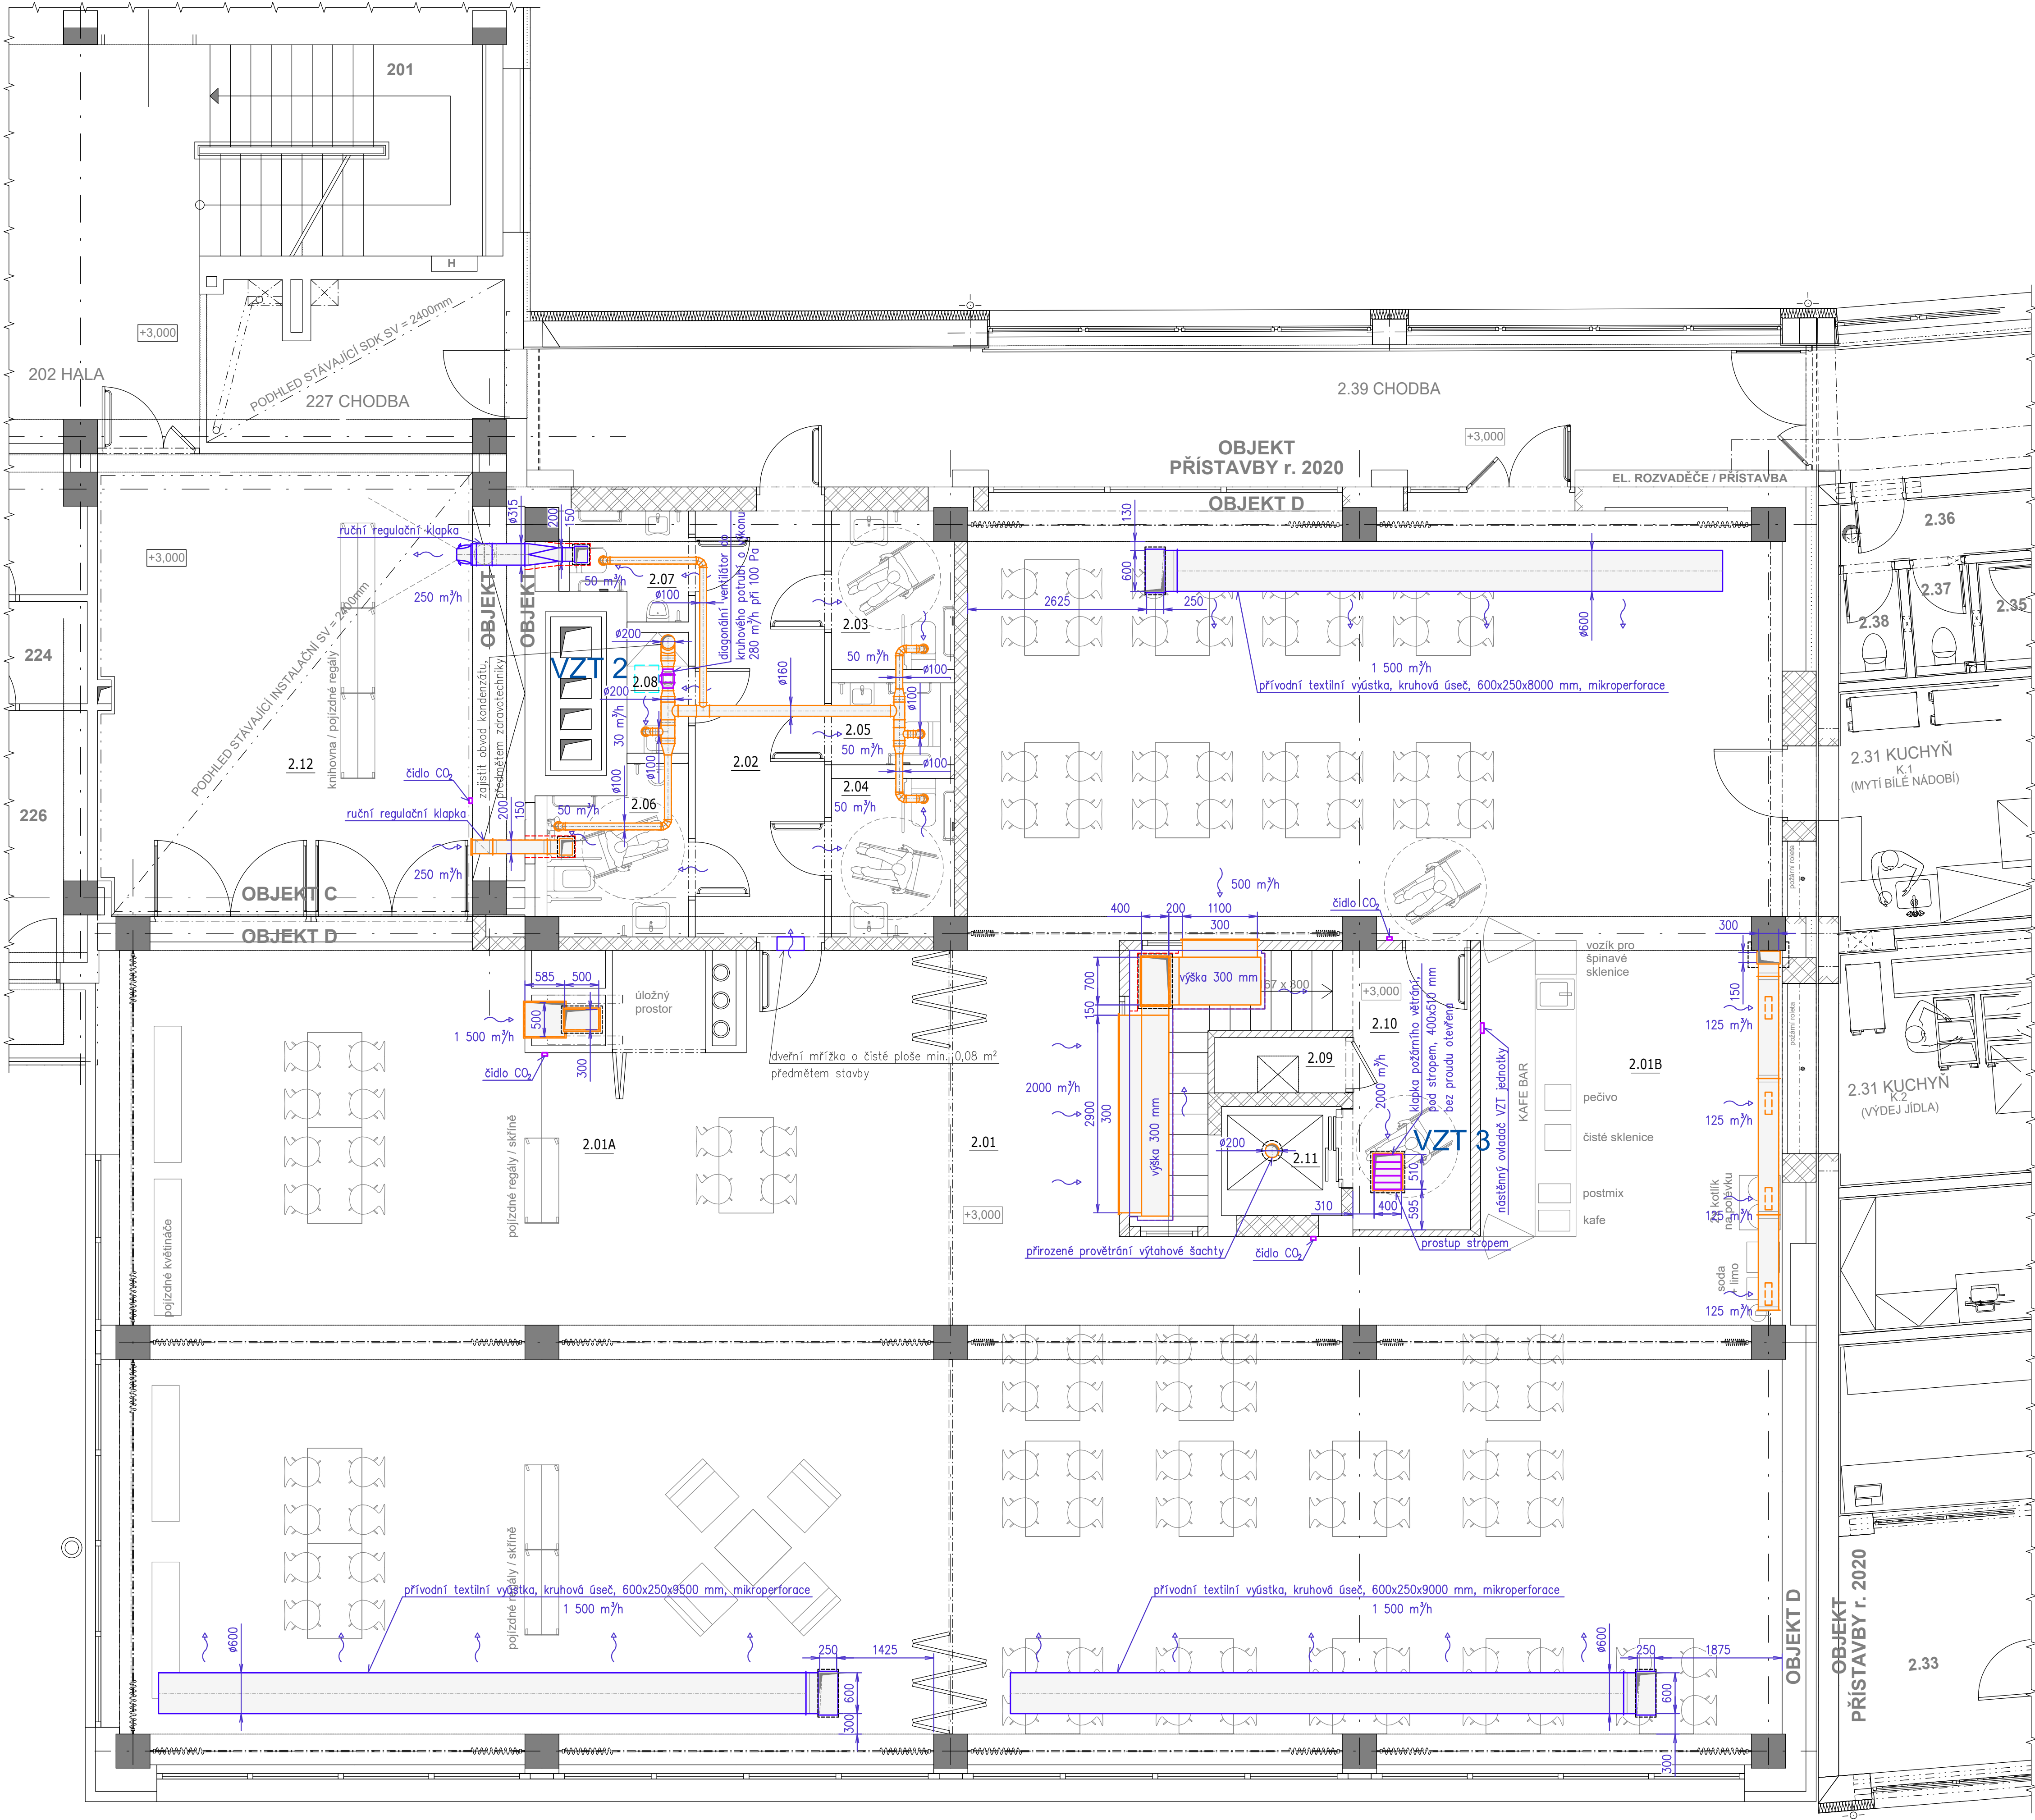 201
H
+3,000
PODHLED STÁVAJÍCÍ SDK SV = 2400mm
202 HALA
227 CHODBA
2.39 CHODBA
+3,000
OBJEKT
PŘÍSTAVBY r. 2020
OBJEKT D
EL. ROZVADĚČE / PŘÍSTAVBA
2.36
2.37
2.35
2.38
ruční regulační klapka
+3,000
ø315
200
150
250 m³/h
OBJEKT
OBJEKT
50 m³/h
2.07
ø100
diagonální ventilátor do
kruhového potrubí o výkonu
280 m³/h při 100 Pa
2.03
50 m³/h
ø100
130
600
2625
250
ø600
1 500 m³/h
přívodní textilní vyústka, kruhová úseč, 600x250x8000 mm, mikroperforace
224
226
PODHLED STÁVAJÍCÍ INSTALAČNÍ SV = 2400mm
knihovna / pojízdné regály
2.12
zajistit obvod kondenzátu,
předmětem zdravotechniky
ø200
VZT 2
2.08
ø200
30 m³/h
ø100
ø160
ø100
2.05
50 m³/h
2.02
ø100
2.04
50 m³/h
ø100
2.06
50 m³/h
čidlo CO₂
ruční regulační klapka
200
150
250 m³/h
OBJEKT C
OBJEKT D
2.31 KUCHYŇ
K.1
(MYTÍ BÍLÉ NÁDOBÍ)
požární roleta
500 m³/h
400
200
1100
300
čidlo CO₂
vozík pro
špinavé
sklenice
300
585
500
úložný
prostor
500
1 500 m³/h
300
čidlo CO₂
dveřní mřížka o čisté ploše min. 0,08 m²
předmětem stavby
700
150
výška 300 mm
67 x 300
+3,000
2.10
2.09
2000 m³/h
klapka požárního větrání,
pod stropem, 400x510 mm
bez proudu otevřena
2000 m³/h
2900
300
výška 300 mm
nástěnný ovladač VZT jednotky
KAFE BAR
2.01B
150
125 m³/h
125 m³/h
125 m³/h
125 m³/h
požární roleta
2.31 KUCHYŇ
K.2
(VÝDEJ JÍDLA)
pečivo
čisté sklenice
postmix
kafe
2x kotlík
na polévku
soda
+ limo
2.01A
2.01
pojízdné regály / skříně
pojízdné květináče
+3,000
ø200
2.11
VZT 3
510
310
400
595
přirozené provětrání výtahové šachty
čidlo CO₂
prostup stropem
pojízdné regály / skříně
přívodní textilní vyústka, kruhová úseč, 600x250x9500 mm, mikroperforace
1 500 m³/h
ø600
250
1425
600
300
přívodní textilní vyústka, kruhová úseč, 600x250x9000 mm, mikroperforace
1 500 m³/h
ø600
250
1875
600
300
OBJEKT D
OBJEKT
PŘÍSTAVBY r. 2020
2.33